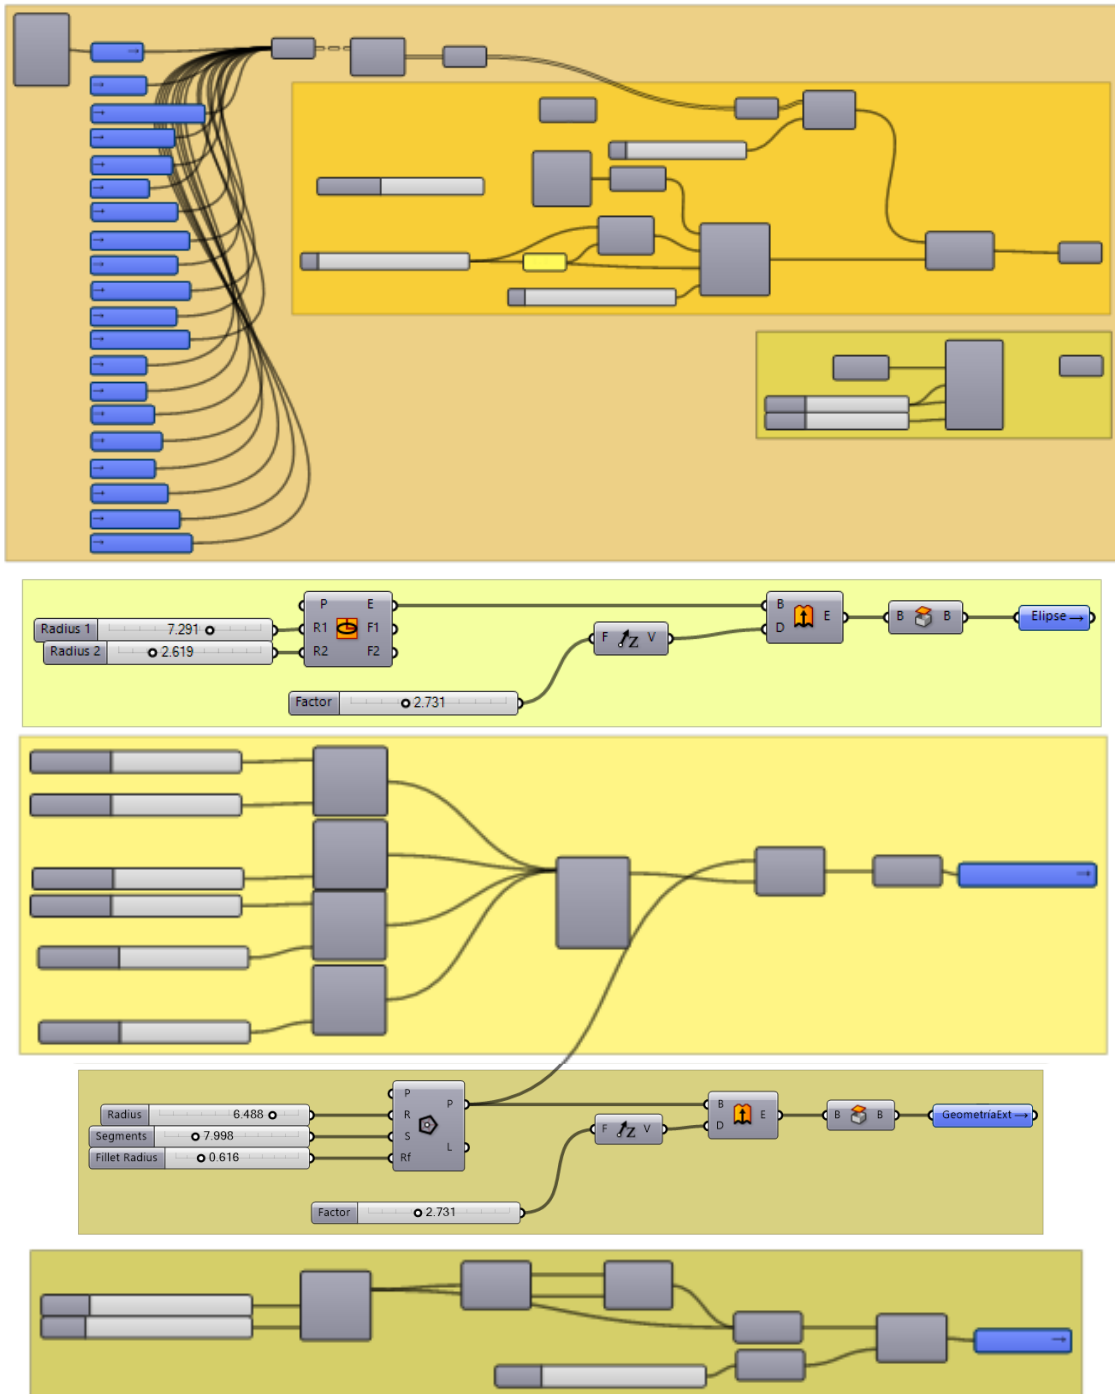 P E
Radius 1 7.291 R1 F1
Radius 2 2.619 R2 F2
B E
D
F Z V
B B
Elipse →
Factor 2.731
P P
Radius 6.488 R
Segments 7.998 S L
Fillet Radius 0.616 Rf
B E
D
F Z V
B B
GeometríaExt →
Factor 2.731